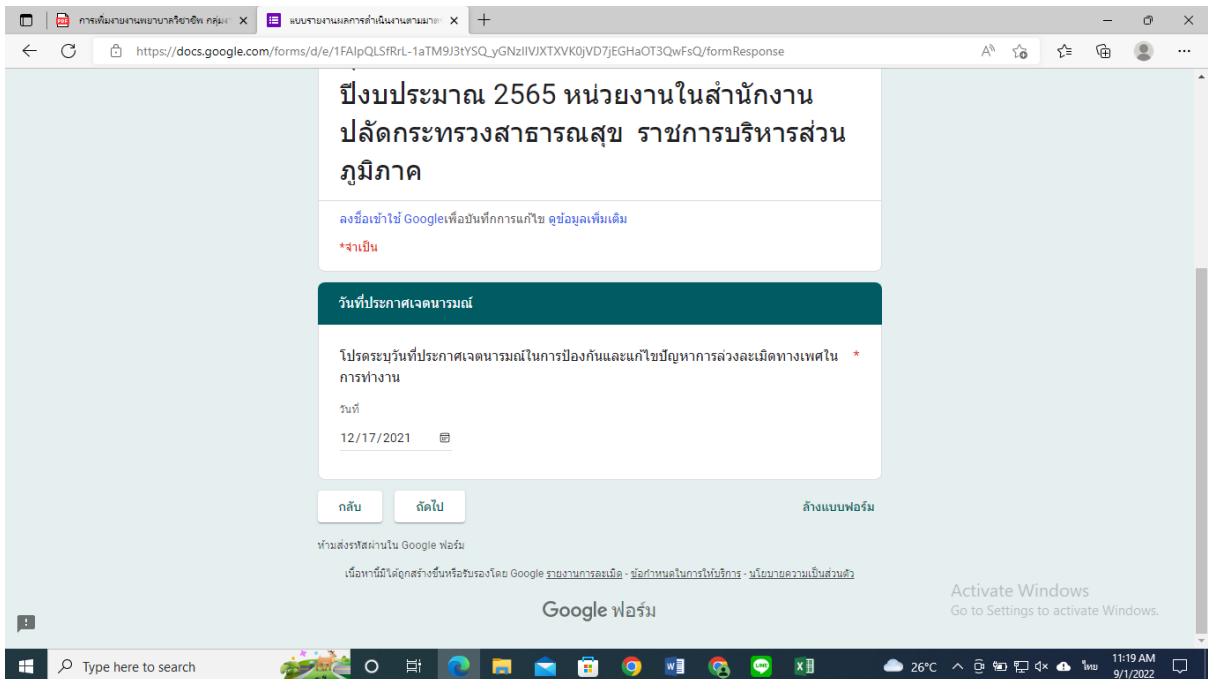 การเพิ่มงานงานพยาบาลวิชาชีพ กลุ่มง
แบบรายงานผลการดำเนินงานตามมาต
https://docs.google.com/forms/d/e/1FAIpQLSfRrL-1aTM9J3tYSQ_yGNzIIVJXTXVK0jVD7jEGHaOT3QwFsQ/formResponse
ปีงบประมาณ 2565 หน่วยงานในสำนักงาน
ปลัดกระทรวงสาธารณสุข ราชการบริหารส่วน
ภูมิภาค
ลงชื่อเข้าใช้ Googleเพื่อบันทึกการแก้ไข ดูข้อมูลเพิ่มเติม
*จำเป็น
วันที่ประกาศเจตนารมณ์
โปรดระบุวันที่ประกาศเจตนารมณ์ในการป้องกันและแก้ไขปัญหาการล่วงละเมิดทางเพศใน *
การทำงาน
วันที่
12/17/2021
กลับ ถัดไป ล้างแบบฟอร์ม
ห้ามส่งรหัสผ่านใน Google ฟอร์ม
เนื้อหานี้มิได้ถูกสร้างขึ้นหรือรับรองโดย Google รายงานการละเมิด - ข้อกำหนดในการให้บริการ - นโยบายความเป็นส่วนตัว
Google ฟอร์ม
Activate Windows
Go to Settings to activate Windows.
Type here to search
26°C
ไทย
11:19 AM
9/1/2022